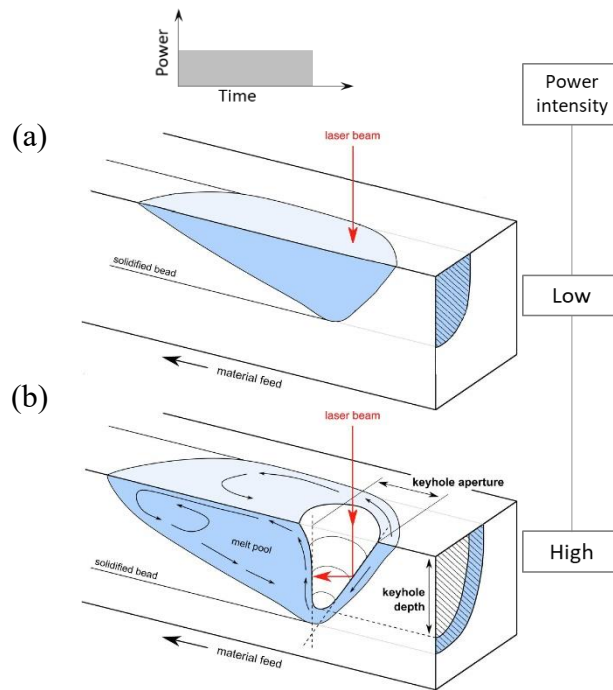 Power
Time
Power
intensity
(a)
laser beam
solidified bead
material feed
Low
(b)
laser beam
keyhole aperture
melt pool
solidified bead
keyhole
depth
High
material feed